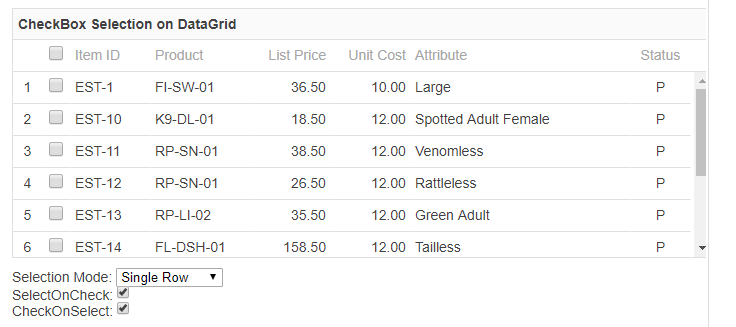 CheckBox Selection on DataGrid
Item ID Product List Price Unit Cost Attribute Status
1 EST-1 FI-SW-01 36.50 10.00 Large P
2 EST-10 K9-DL-01 18.50 12.00 Spotted Adult Female P
3 EST-11 RP-SN-01 38.50 12.00 Venomless P
4 EST-12 RP-SN-01 26.50 12.00 Rattleless P
5 EST-13 RP-LI-02 35.50 12.00 Green Adult P
6 EST-14 FL-DSH-01 158.50 12.00 Tailless P
Selection Mode: Single Row
SelectOnCheck:
CheckOnSelect: